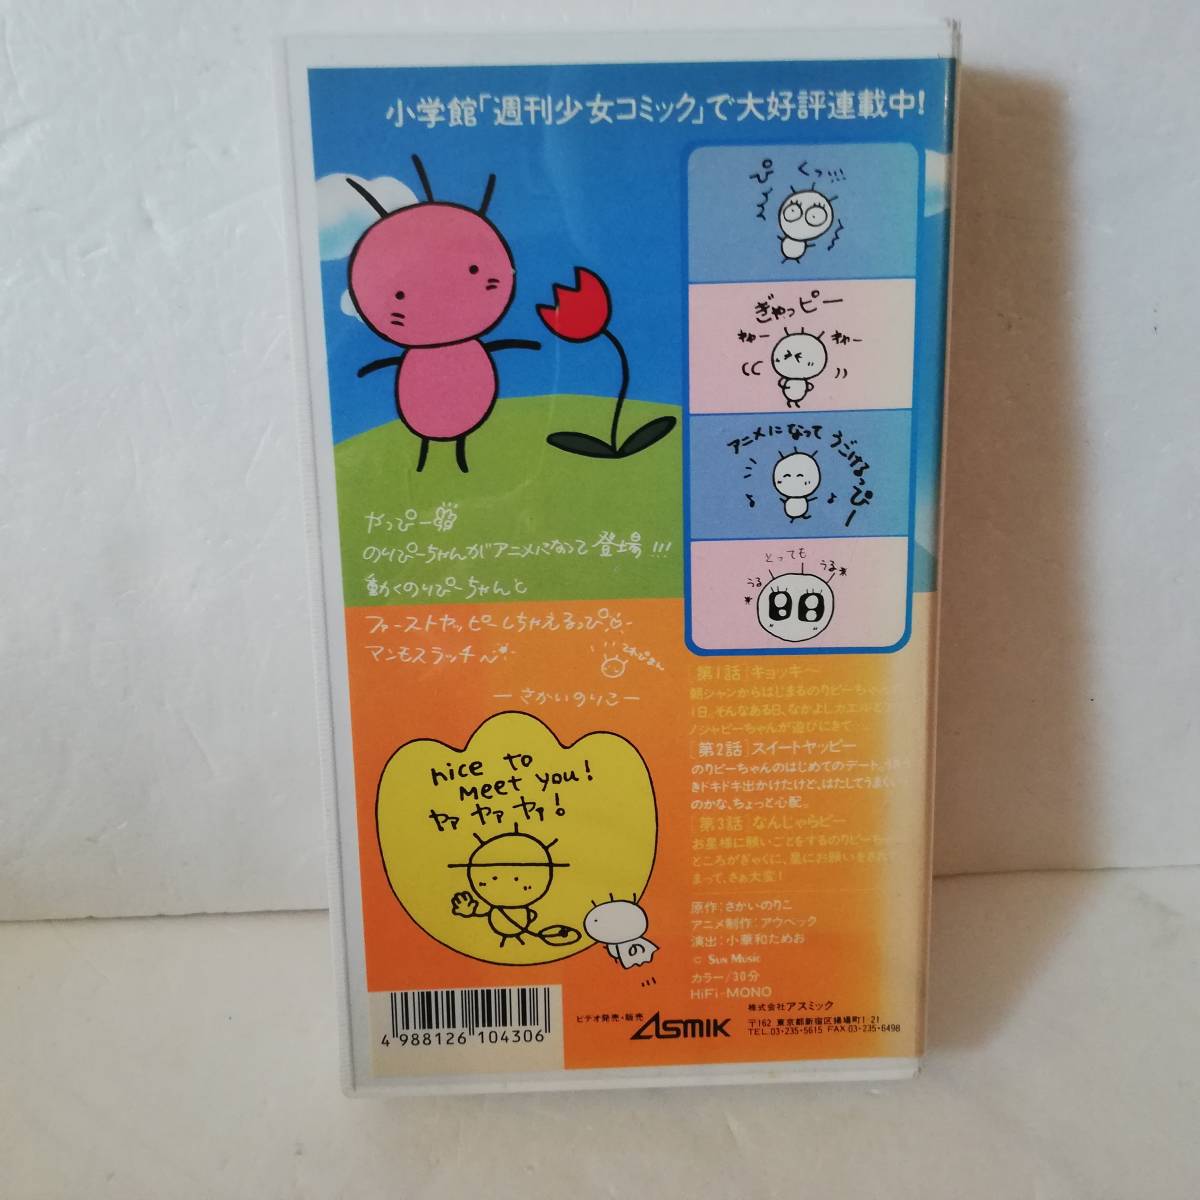 小学館「週刊少女コミック」で大好評連載中!
ぴくっ!!!
ぎゃっピー
キャー
キャー
アニメになって うごけるっぴー
とっても
うる
うる
やっぴー
のりぴーちゃんがアニメになって登場!!!
動くのりぴーちゃんと
ファーストヤッピーしちゃえるっぴ
マンモスラッチ〜
てれぴさん
ーさかいのりこー
nice to
meet you!
ヤァ ヤァ ヤァ!
の
[第1話]キョッキ〜
朝シャンからはじまるのりピーちゃん
1日。そんなある日、なかよしカエルと
ノシャピーちゃんが遊びにきて…
[第2話]スイートヤッピー
のりピーちゃんのはじめてのデート。
きドキドキ出かけたけど、はたしてうまく
のかな、ちょっと心配。
[第3話]なんじゃらピー
お星様に願いごとをするのりピーち
ところがぎゃくに、星にお願いをされ
まって、さぁ大変!
原作:さかいのりこ
アニメ制作:アウベック
演出:小華和ためお
© SUN MUSIC
カラー/30分
HiFi-MONO
ビデオ発売・販売
ASMIK
株式会社アスミック
〒162 東京都新宿区揚場町1-21
TEL.03-235-5615 FAX.03-235-6498
4 988126 104306